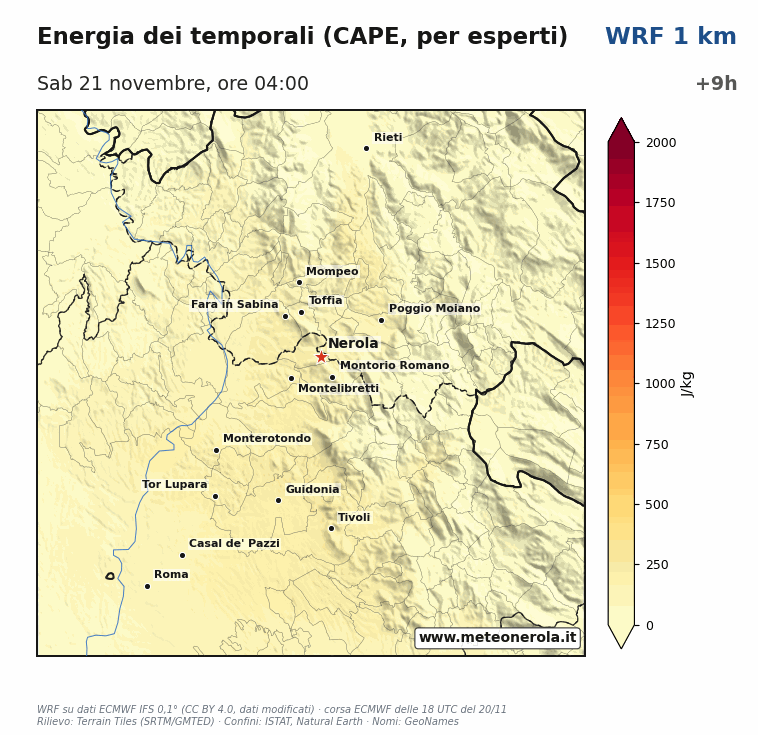 Energia dei temporali (CAPE, per esperti)
WRF 1 km
Sab 21 novembre, ore 04:00
+9h
Rieti
Mompeo
Toffia
Fara in Sabina
Poggio Moiano
Nerola
Montorio Romano
Montelibretti
Monterotondo
Tor Lupara
Guidonia
Tivoli
Casal de' Pazzi
Roma
www.meteonerola.it
2000
1750
1500
1250
1000
750
500
250
0
J/kg
WRF su dati ECMWF IFS 0,1° (CC BY 4.0, dati modificati) · corsa ECMWF delle 18 UTC del 20/11
Rilievo: Terrain Tiles (SRTM/GMTED) · Confini: ISTAT, Natural Earth · Nomi: GeoNames